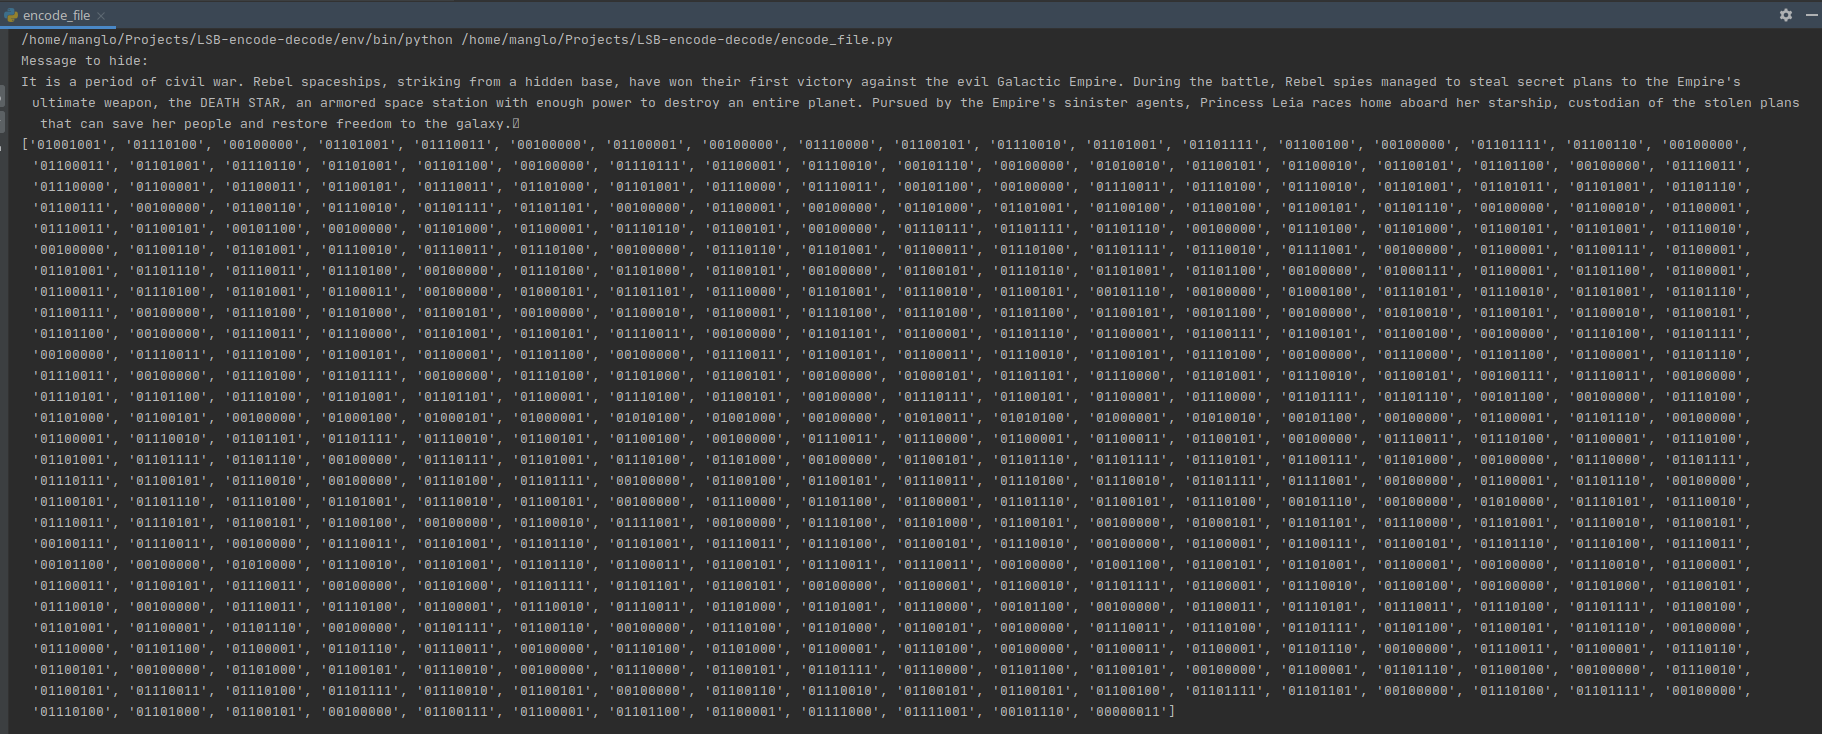 encode_file
/home/manglo/Projects/LSB-encode-decode/env/bin/python /home/manglo/Projects/LSB-encode-decode/encode_file.py
Message to hide:
It is a period of civil war. Rebel spaceships, striking from a hidden base, have won their first victory against the evil Galactic Empire. During the battle, Rebel spies managed to steal secret plans to the Empire's
ultimate weapon, the DEATH STAR, an armored space station with enough power to destroy an entire planet. Pursued by the Empire's sinister agents, Princess Leia races home aboard her starship, custodian of the stolen plans
that can save her people and restore freedom to the galaxy.
['01001001', '01110100', '00100000', '01101001', '01110011', '00100000', '01100001', '00100000', '01110000', '01100101', '01110010', '01101001', '01101111', '01100100', '00100000', '01101111', '01100110', '00100000',
'01100011', '01101001', '01110110', '01101001', '01101100', '00100000', '01110111', '01100001', '01110010', '00101110', '00100000', '01010010', '01100101', '01100010', '01100101', '01101100', '00100000', '01110011',
'01110000', '01100001', '01100011', '01100101', '01110011', '01101000', '01101001', '01110000', '01110011', '00101100', '00100000', '01110011', '01110100', '01110010', '01101001', '01101011', '01101001', '01101110',
'01100111', '00100000', '01100110', '01110010', '01101111', '01101101', '00100000', '01100001', '00100000', '01101000', '01101001', '01100100', '01100100', '01100101', '01101110', '00100000', '01100010', '01100001',
'01110011', '01100101', '00101100', '00100000', '01101000', '01100001', '01110110', '01100101', '00100000', '01110111', '01101111', '01101110', '00100000', '01110100', '01101000', '01100101', '01101001', '01110010',
'00100000', '01100110', '01101001', '01110010', '01110011', '01110100', '00100000', '01110110', '01101001', '01100011', '01110100', '01101111', '01110010', '01111001', '00100000', '01100001', '01100111', '01100001',
'01101001', '01101110', '01110011', '01110100', '00100000', '01110100', '01101000', '01100101', '00100000', '01100101', '01110110', '01101001', '01101100', '00100000', '01000111', '01100001', '01101100', '01100001',
'01100011', '01110100', '01101001', '01100011', '00100000', '01000101', '01101101', '01110000', '01101001', '01110010', '01100101', '00101110', '00100000', '01000100', '01110101', '01110010', '01101001', '01101110',
'01100111', '00100000', '01110100', '01101000', '01100101', '00100000', '01100010', '01100001', '01110100', '01110100', '01101100', '01100101', '00101100', '00100000', '01010010', '01100101', '01100010', '01100101',
'01101100', '00100000', '01110011', '01110000', '01101001', '01100101', '01110011', '00100000', '01101101', '01100001', '01101110', '01100001', '01100111', '01100101', '01100100', '00100000', '01110100', '01101111',
'00100000', '01110011', '01110100', '01100101', '01100001', '01101100', '00100000', '01110011', '01100101', '01100011', '01110010', '01100101', '01110100', '00100000', '01110000', '01101100', '01100001', '01101110',
'01110011', '00100000', '01110100', '01101111', '00100000', '01110100', '01101000', '01100101', '00100000', '01000101', '01101101', '01110000', '01101001', '01110010', '01100101', '00100111', '01110011', '00100000',
'01110101', '01101100', '01110100', '01101001', '01101101', '01100001', '01110100', '01100101', '00100000', '01110111', '01100101', '01100001', '01110000', '01101111', '01101110', '00101100', '00100000', '01110100',
'01101000', '01100101', '00100000', '01000100', '01000101', '01000001', '01010100', '01001000', '00100000', '01010011', '01010100', '01000001', '01010010', '00101100', '00100000', '01100001', '01101110', '00100000',
'01100001', '01110010', '01101101', '01101111', '01110010', '01100101', '01100100', '00100000', '01110011', '01110000', '01100001', '01100011', '01100101', '00100000', '01110011', '01110100', '01100001', '01110100',
'01101001', '01101111', '01101110', '00100000', '01110111', '01101001', '01110100', '01101000', '00100000', '01100101', '01101110', '01101111', '01110101', '01100111', '01101000', '00100000', '01110000', '01101111',
'01110111', '01100101', '01110010', '00100000', '01110100', '01101111', '00100000', '01100100', '01100101', '01110011', '01110100', '01110010', '01101111', '01111001', '00100000', '01100001', '01101110', '00100000',
'01100101', '01101110', '01110100', '01101001', '01110010', '01100101', '00100000', '01110000', '01101100', '01100001', '01101110', '01100101', '01110100', '00101110', '00100000', '01010000', '01110101', '01110010',
'01110011', '01110101', '01100101', '01100100', '00100000', '01100010', '01111001', '00100000', '01110100', '01101000', '01100101', '00100000', '01000101', '01101101', '01110000', '01101001', '01110010', '01100101',
'00100111', '01110011', '00100000', '01110011', '01101001', '01101110', '01101001', '01110011', '01110100', '01100101', '01110010', '00100000', '01100001', '01100111', '01100101', '01101110', '01110100', '01110011',
'00101100', '00100000', '01010000', '01110010', '01101001', '01101110', '01100011', '01100101', '01110011', '01110011', '00100000', '01001100', '01100101', '01101001', '01100001', '00100000', '01110010', '01100001',
'01100011', '01100101', '01110011', '00100000', '01101000', '01101111', '01101101', '01100101', '00100000', '01100001', '01100010', '01101111', '01100001', '01110010', '01100100', '00100000', '01101000', '01100101',
'01110010', '00100000', '01110011', '01110100', '01100001', '01110010', '01110011', '01101000', '01101001', '01110000', '00101100', '00100000', '01100011', '01110101', '01110011', '01110100', '01101111', '01100100',
'01101001', '01100001', '01101110', '00100000', '01101111', '01100110', '00100000', '01110100', '01101000', '01100101', '00100000', '01110011', '01110100', '01101111', '01101100', '01100101', '01101110', '00100000',
'01110000', '01101100', '01100001', '01101110', '01110011', '00100000', '01110100', '01101000', '01100001', '01110100', '00100000', '01100011', '01100001', '01101110', '00100000', '01110011', '01100001', '01110110',
'01100101', '00100000', '01101000', '01100101', '01110010', '00100000', '01110000', '01100101', '01101111', '01110000', '01101100', '01100101', '00100000', '01100001', '01101110', '01100100', '00100000', '01110010',
'01100101', '01110011', '01110100', '01101111', '01110010', '01100101', '00100000', '01100110', '01110010', '01100101', '01100101', '01100100', '01101111', '01101101', '00100000', '01110100', '01101111', '00100000',
'01110100', '01101000', '01100101', '00100000', '01100111', '01100001', '01101100', '01100001', '01111000', '01111001', '00101110', '00000011']